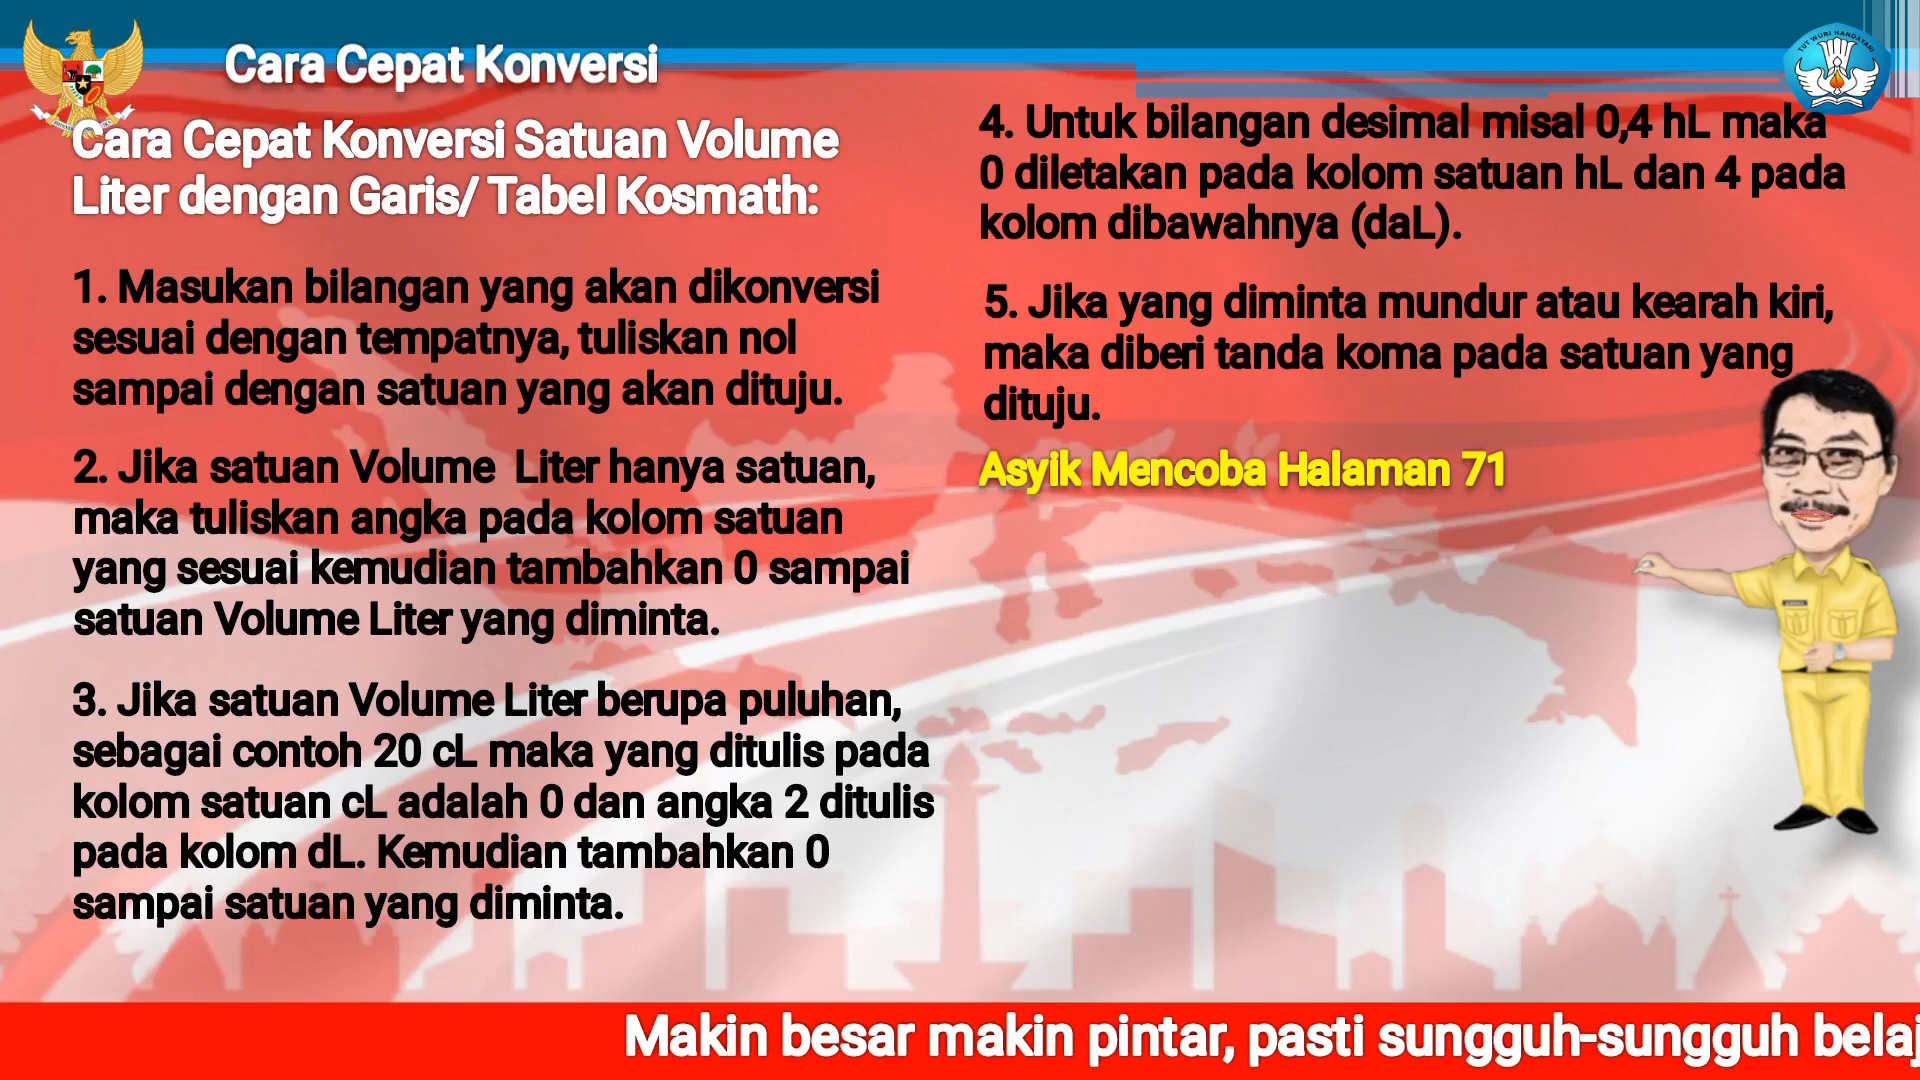 Cara Cepat Konversi
Cara Cepat Konversi Satuan Volume
Liter dengan Garis/ Tabel Kosmath:
1. Masukan bilangan yang akan dikonversi
sesuai dengan tempatnya, tuliskan nol
sampai dengan satuan yang akan dituju.
2. Jika satuan Volume  Liter hanya satuan,
maka tuliskan angka pada kolom satuan
yang sesuai kemudian tambahkan 0 sampai
satuan Volume Liter yang diminta.
3. Jika satuan Volume Liter berupa puluhan,
sebagai contoh 20 cL maka yang ditulis pada
kolom satuan cL adalah 0 dan angka 2 ditulis
pada kolom dL. Kemudian tambahkan 0
sampai satuan yang diminta.
4. Untuk bilangan desimal misal 0,4 hL maka
0 diletakan pada kolom satuan hL dan 4 pada
kolom dibawahnya (daL).
5. Jika yang diminta mundur atau kearah kiri,
maka diberi tanda koma pada satuan yang
dituju.
Asyik Mencoba Halaman 71
TUT WURI HANDAYANI
Makin besar makin pintar, pasti sungguh-sungguh belaj